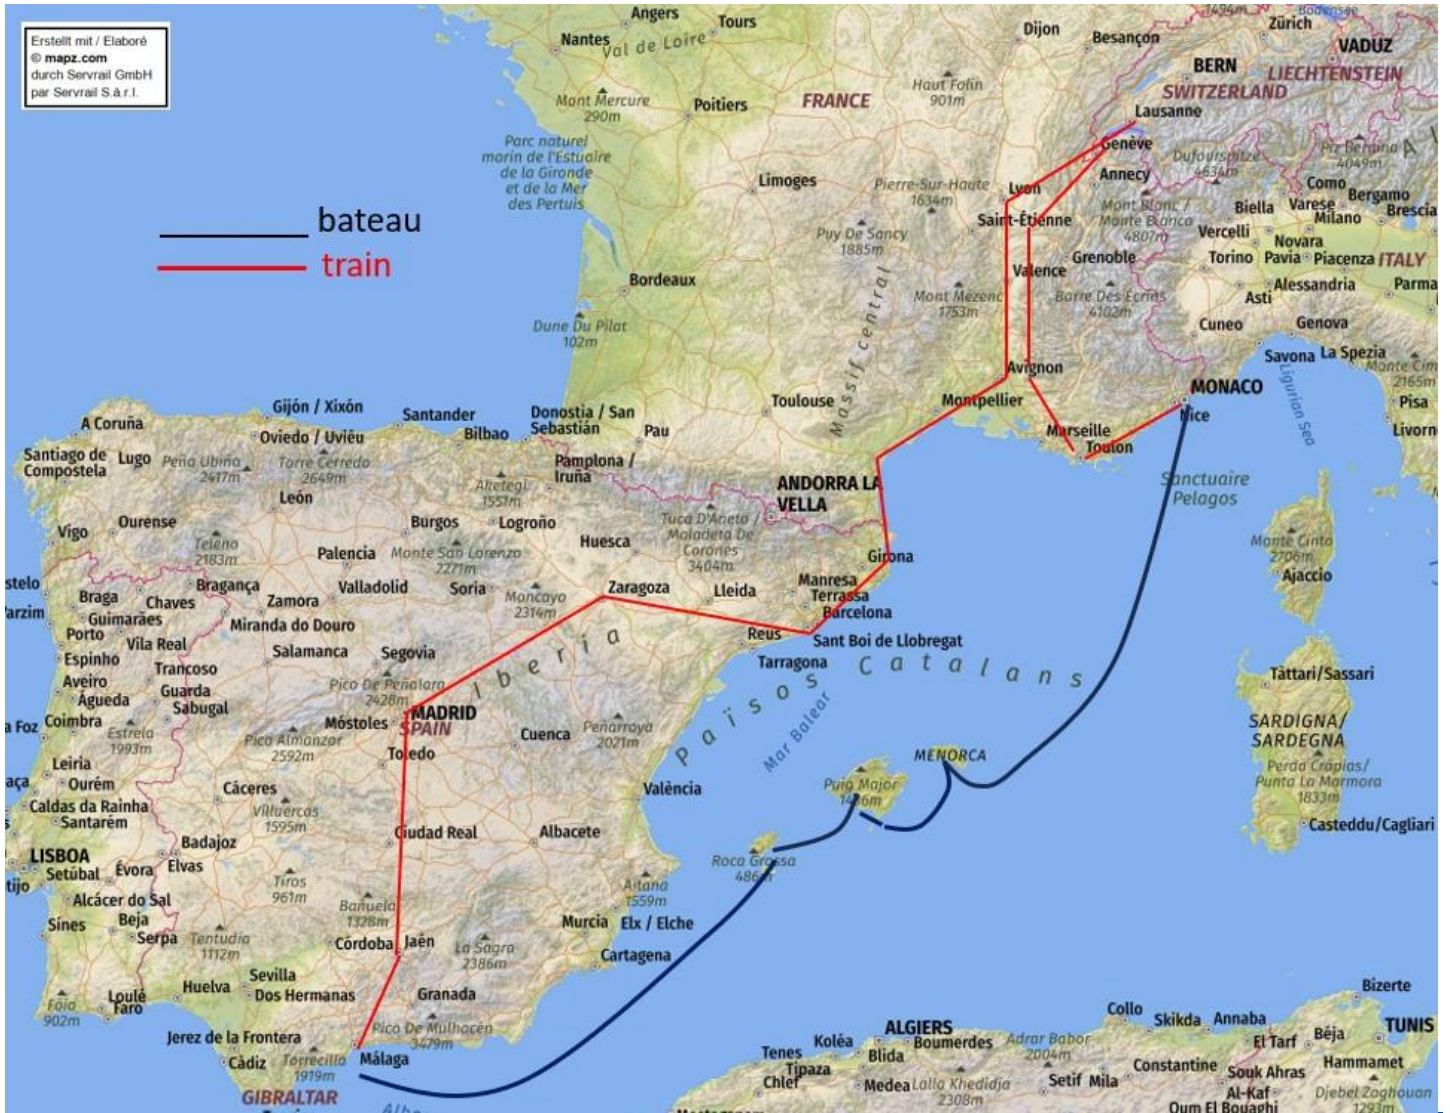 Erstellt mit / Elaboré
© mapz.com
durch Servrail GmbH
par Servrail S.à.r.l.
Angers
Tours
Nantes
Val de Loire
Dijon
Besançon
1494m
Bodensee
Zürich
VADUZ
LIECHTENSTEIN
BERN
SWITZERLAND
Haut Folin
901m
FRANCE
Mont Mercure
290m
Poitiers
Lausanne
Genève
Parc naturel
marin de l'Estuaire
de la Gironde
et de la Mer
des Pertuis
Dufourspitze
4634m
Piz Bernina
4049m
Annecy
Limoges
Pierre-Sur-Haute
1634m
Lyon
Mont Blanc /
Monte Bianco
4807m
Como
Bergamo
Biella
Varese
Milano
Brescia
Saint-Étienne
Puy De Sancy
1885m
Vercelli
Novara
bateau
train
Grenoble
Torino
Pavia
Piacenza
ITALY
Valence
Bordeaux
Mont Mézenc
1753m
Barre Des Écrins
4102m
Asti
Alessandria
Parma
Massif central
Dune Du Pilat
102m
Cuneo
Genova
Savona
La Spezia
Ligurian Sea
Avignon
MONACO
Nice
2165m
Pisa
Toulouse
Montpellier
A Coruña
Gijón / Xixón
Santander
Donostia / San
Sebastián
Oviedo / Uviéu
Bilbao
Pau
Marseille
Toulon
Santiago de
Compostela
Lugo
Peña Ubiña
2417m
Torre Cerredo
2649m
Pamplona /
Iruña
Aketegi
1551m
ANDORRA LA
VELLA
Sanctuaire
Pelagos
León
Vigo
Ourense
Burgos
Logroño
Tuca D'Aneto /
Maladeta De
Corones
3404m
Teleno
2183m
Palencia
Monte San Lorenzo
2271m
Huesca
Girona
Monte Cinto
2706m
Ajaccio
Bragança
Valladolid
Soria
Moncayo
2314m
Zaragoza
Lleida
Manresa
Terrassa
Barcelona
Braga
Chaves
Zamora
Guimarães
Miranda do Douro
Porto
Vila Real
Iberia
Reus
Sant Boi de Llobregat
Espinho
Salamanca
Segovia
Tarragona
Trancoso
Pico De Peñalara
2428m
Països Catalans
Tàttari/Sassari
Aveiro
Guarda
Águeda
Sabugal
MADRID
SPAIN
Móstoles
Peñarroya
2021m
Mar Balear
SARDIGNA/
SARDEGNA
a Foz
Coimbra
Estrela
1993m
Pico Almanzor
2592m
Cuenca
Toledo
MENORCA
Leiria
Ourém
Cáceres
València
Puig Major
Perda Crapias/
Punta La Marmora
1833m
Caldas da Rainha
Santarém
Villuercas
1595m
Casteddu/Cagliari
Ciudad Real
Albacete
Badajoz
LISBOA
Setúbal
Évora
Elvas
Roca Grossa
486m
Tiros
961m
Aitana
1559m
Alcácer do Sal
Bañuela
1328m
Sines
Beja
Serpa
Murcia
Elx / Elche
Tentudia
1112m
Córdoba
Jaén
La Sagra
2386m
Cartagena
Sevilla
Dos Hermanas
Huelva
Granada
Fóia
902m
Loulé
Faro
Bizerte
Collo
Skikda
Annaba
Jerez de la Frontera
Pico De Mulhacén
3479m
ALGIERS
Adrar Babor
2004m
El Tarf
Béja
TUNIS
Cádiz
Torrecilla
1919m
Málaga
Koléa
Boumerdes
Tenes
Tipaza
Blida
Constantine
Souk Ahras
Hammamet
GIBRALTAR
Chlef
Medea
Lalla Khedidja
2308m
Setif
Mila
Al-Kaf
Djebel Zaghouan
1293m
Oum El Bouaghi